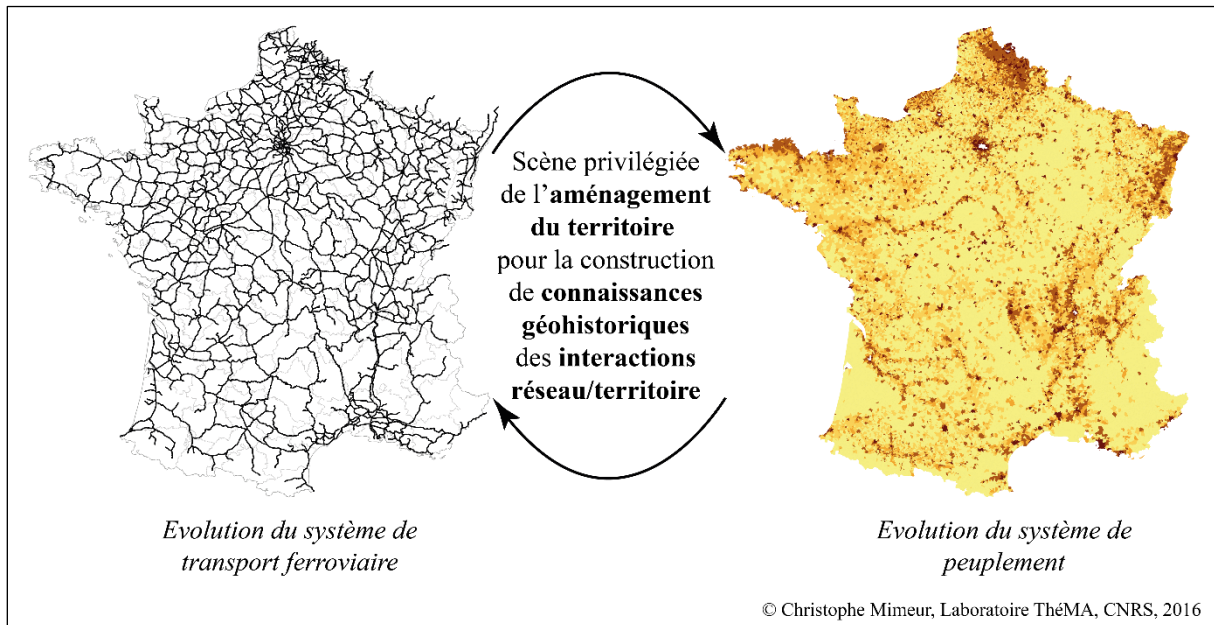 Scène privilégiée
de l’aménagement
du territoire
pour la construction
de connaissances
géohistoriques
des interactions
réseau/territoire
Evolution du système de
transport ferroviaire
Evolution du système de
peuplement
© Christophe Mimeur, Laboratoire ThéMA, CNRS, 2016